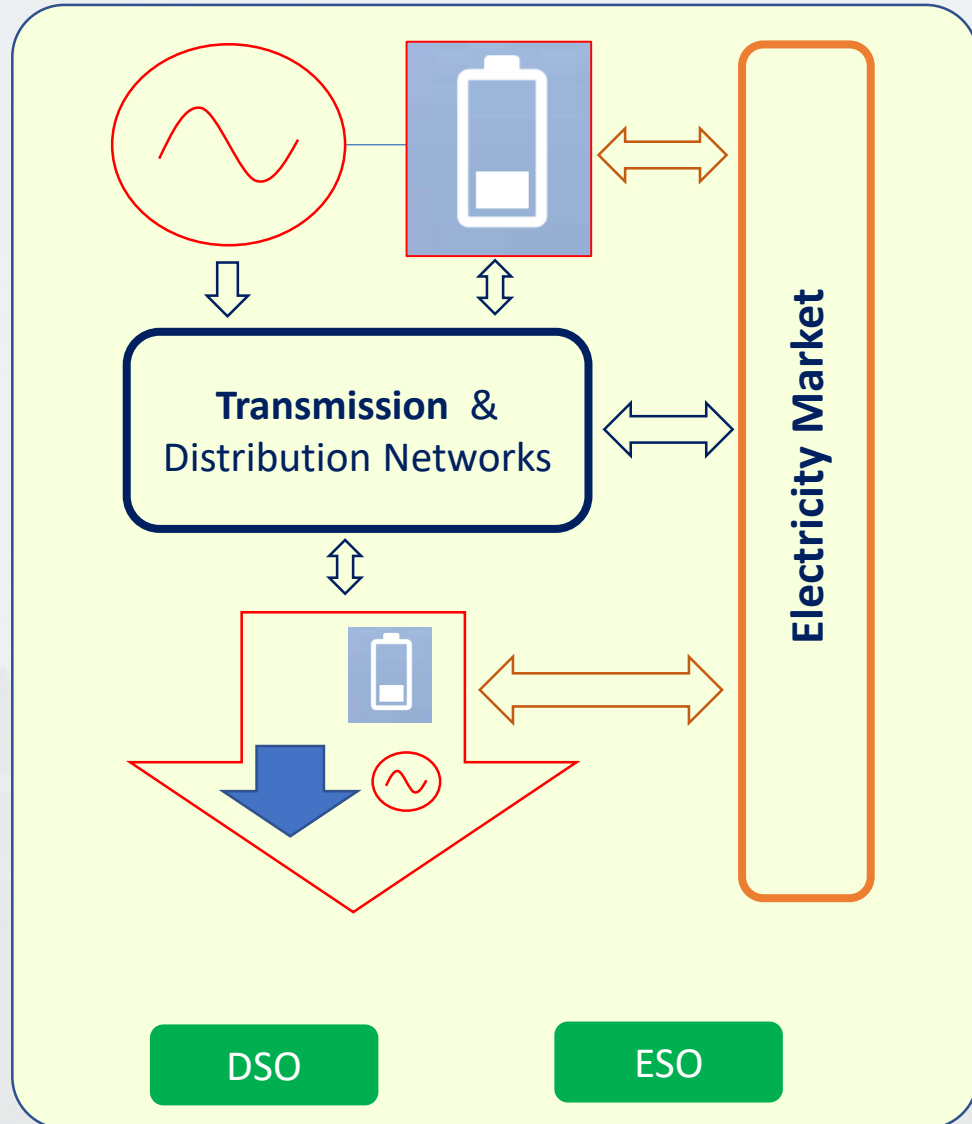 Transmission &
Distribution Networks
Electricity Market
DSO
ESO